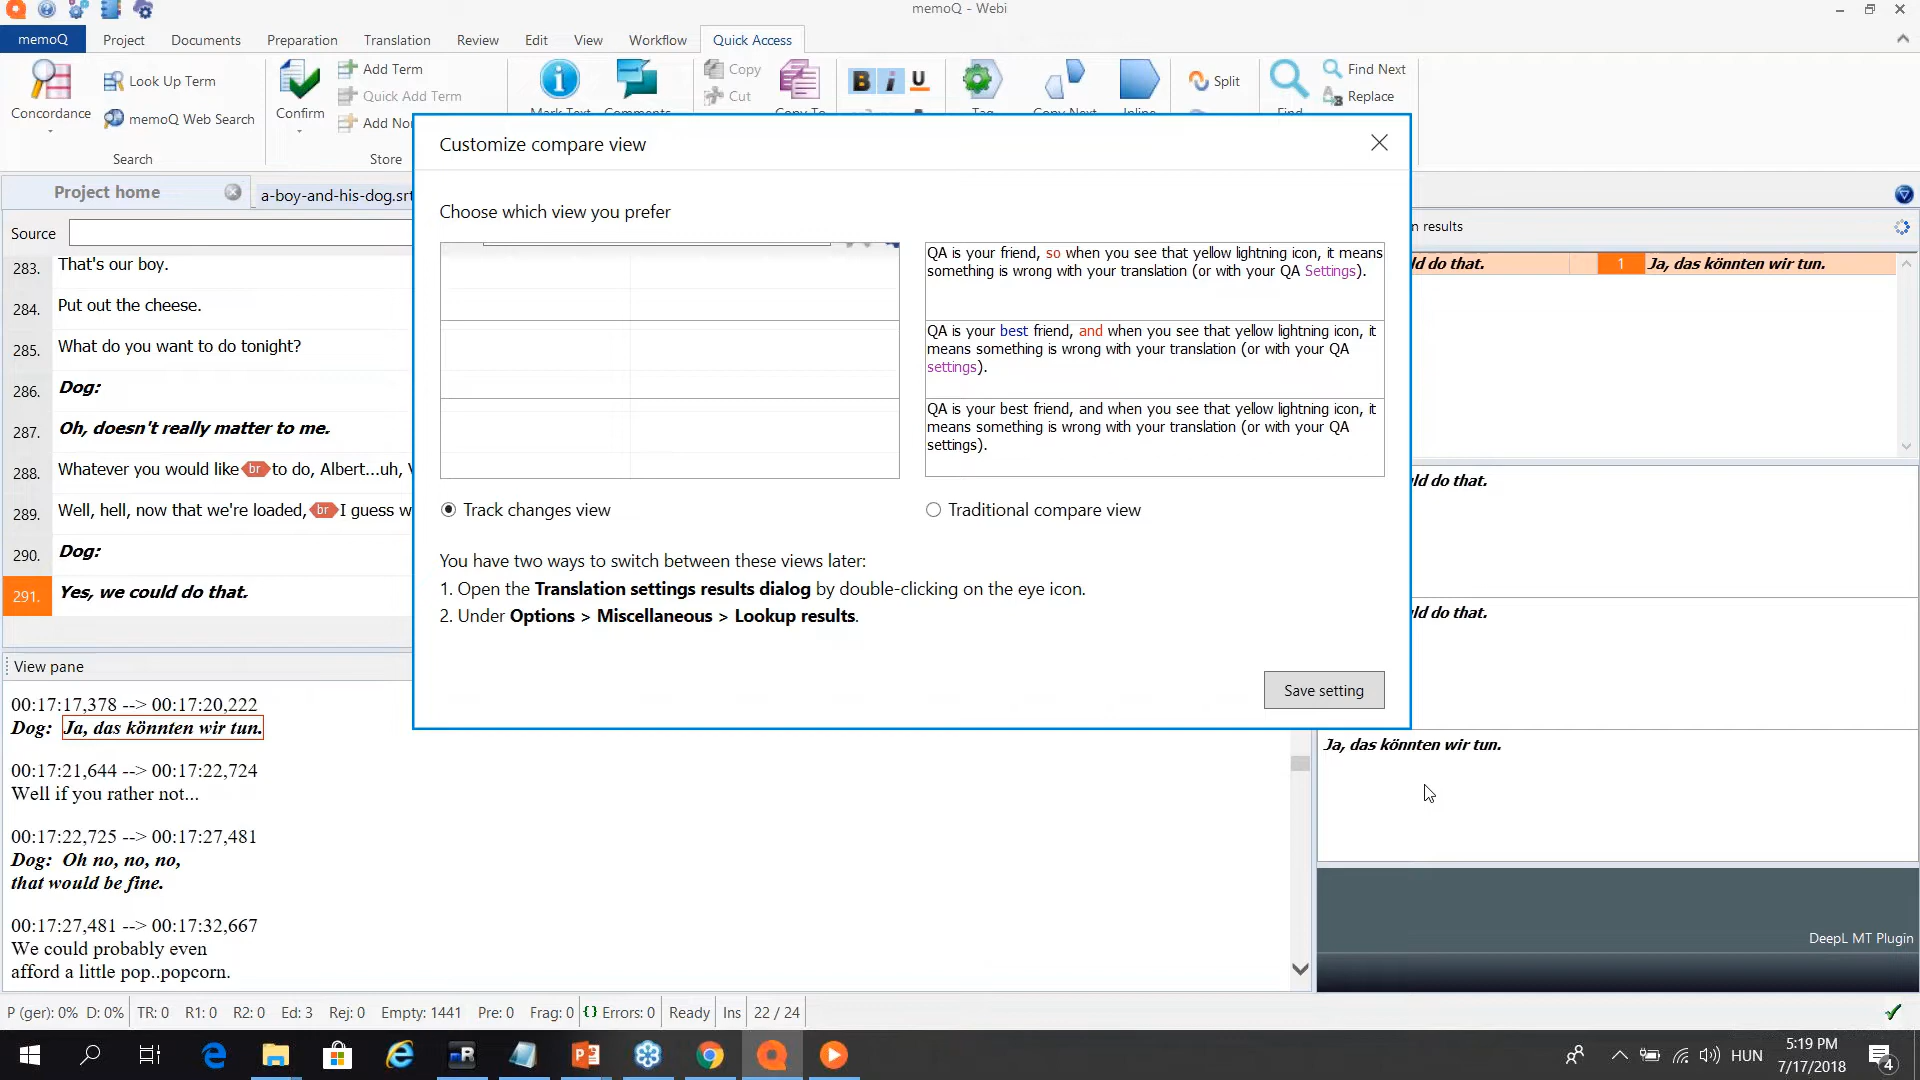 memoQ - Webi
memoQ
Project
Documents
Preparation
Translation
Review
Edit
View
Workflow
Quick Access
Concordance
Look Up Term
memoQ Web Search
Search
Confirm
Add Term
Quick Add Term
Add No
Store
Copy
Cut
B i U
Split
Find Next
Replace
Project home
a-boy-and-his-dog.srt
n results
Source
283. That's our boy.
284. Put out the cheese.
285. What do you want to do tonight?
286. Dog:
287. Oh, doesn't really matter to me.
288. Whatever you would like br to do, Albert...uh,
289. Well, hell, now that we're loaded, br I guess w
290. Dog:
291. Yes, we could do that.
Customize compare view
Choose which view you prefer
QA is your friend, so when you see that yellow lightning icon, it means
something is wrong with your translation (or with your QA Settings).
QA is your best friend, and when you see that yellow lightning icon, it
means something is wrong with your translation (or with your QA
settings).
QA is your best friend, and when you see that yellow lightning icon, it
means something is wrong with your translation (or with your QA
settings).
Track changes view
Traditional compare view
You have two ways to switch between these views later:
1. Open the Translation settings results dialog by double-clicking on the eye icon.
2. Under Options > Miscellaneous > Lookup results.
Save setting
ld do that. 1 Ja, das könnten wir tun.
ld do that.
ld do that.
Ja, das könnten wir tun.
DeepL MT Plugin
View pane
00:17:17,378 --> 00:17:20,222
Dog: Ja, das könnten wir tun.
00:17:21,644 --> 00:17:22,724
Well if you rather not...
00:17:22,725 --> 00:17:27,481
Dog: Oh no, no, no,
that would be fine.
00:17:27,481 --> 00:17:32,667
We could probably even
afford a little pop..popcorn.
P (ger): 0% D: 0% TR: 0 R1: 0 R2: 0 Ed: 3 Rej: 0 Empty: 1441 Pre: 0 Frag: 0 Errors: 0 Ready Ins 22 / 24
HUN
5:19 PM
7/17/2018
4